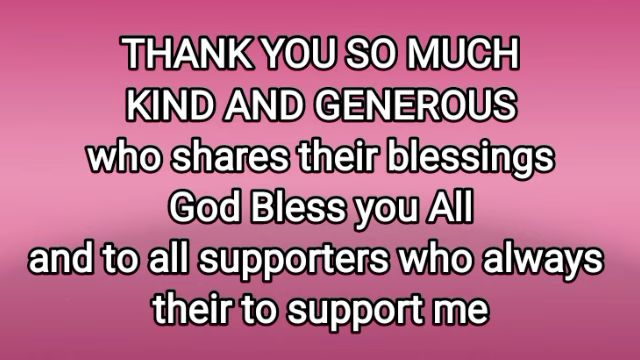 THANK YOU SO MUCH
KIND AND GENEROUS
who shares their blessings
God Bless you All
and to all supporters who always
their to support me